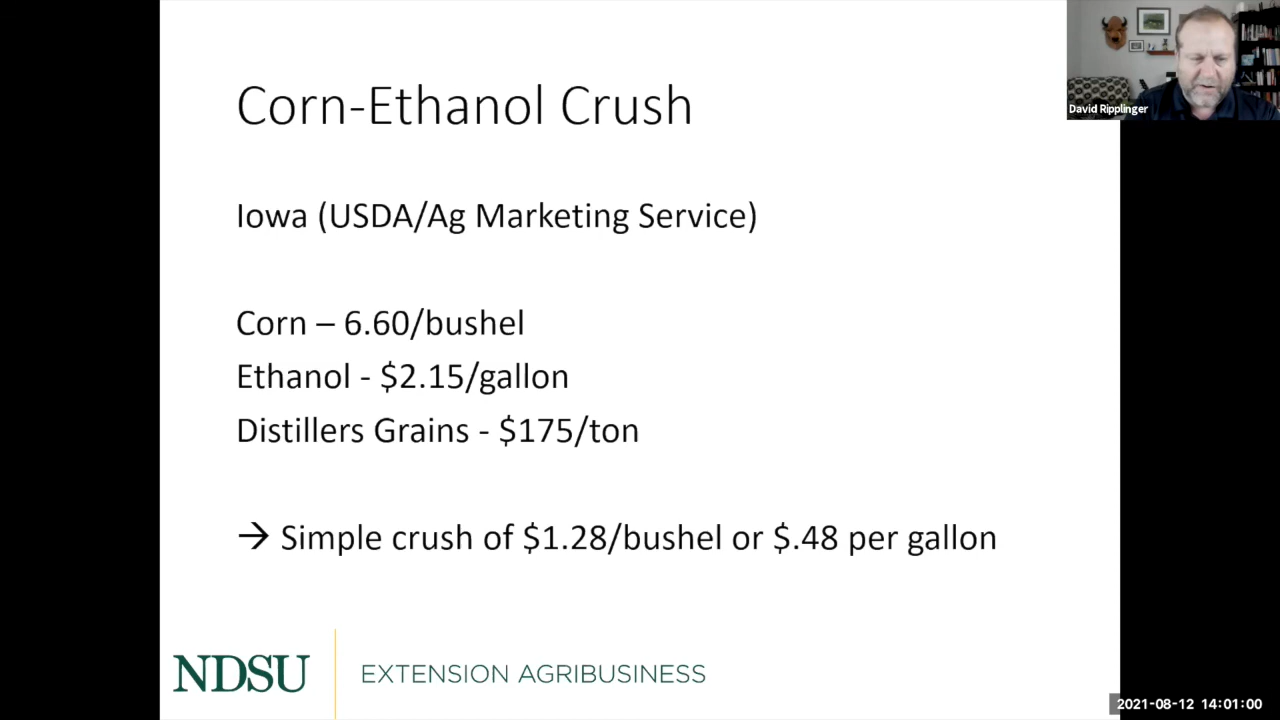 Corn-Ethanol Crush
David Ripplinger
Iowa (USDA/Ag Marketing Service)
Corn – 6.60/bushel
Ethanol - $2.15/gallon
Distillers Grains - $175/ton
→ Simple crush of $1.28/bushel or $.48 per gallon
NDSU
EXTENSION AGRIBUSINESS
2021-08-12 14:01:00